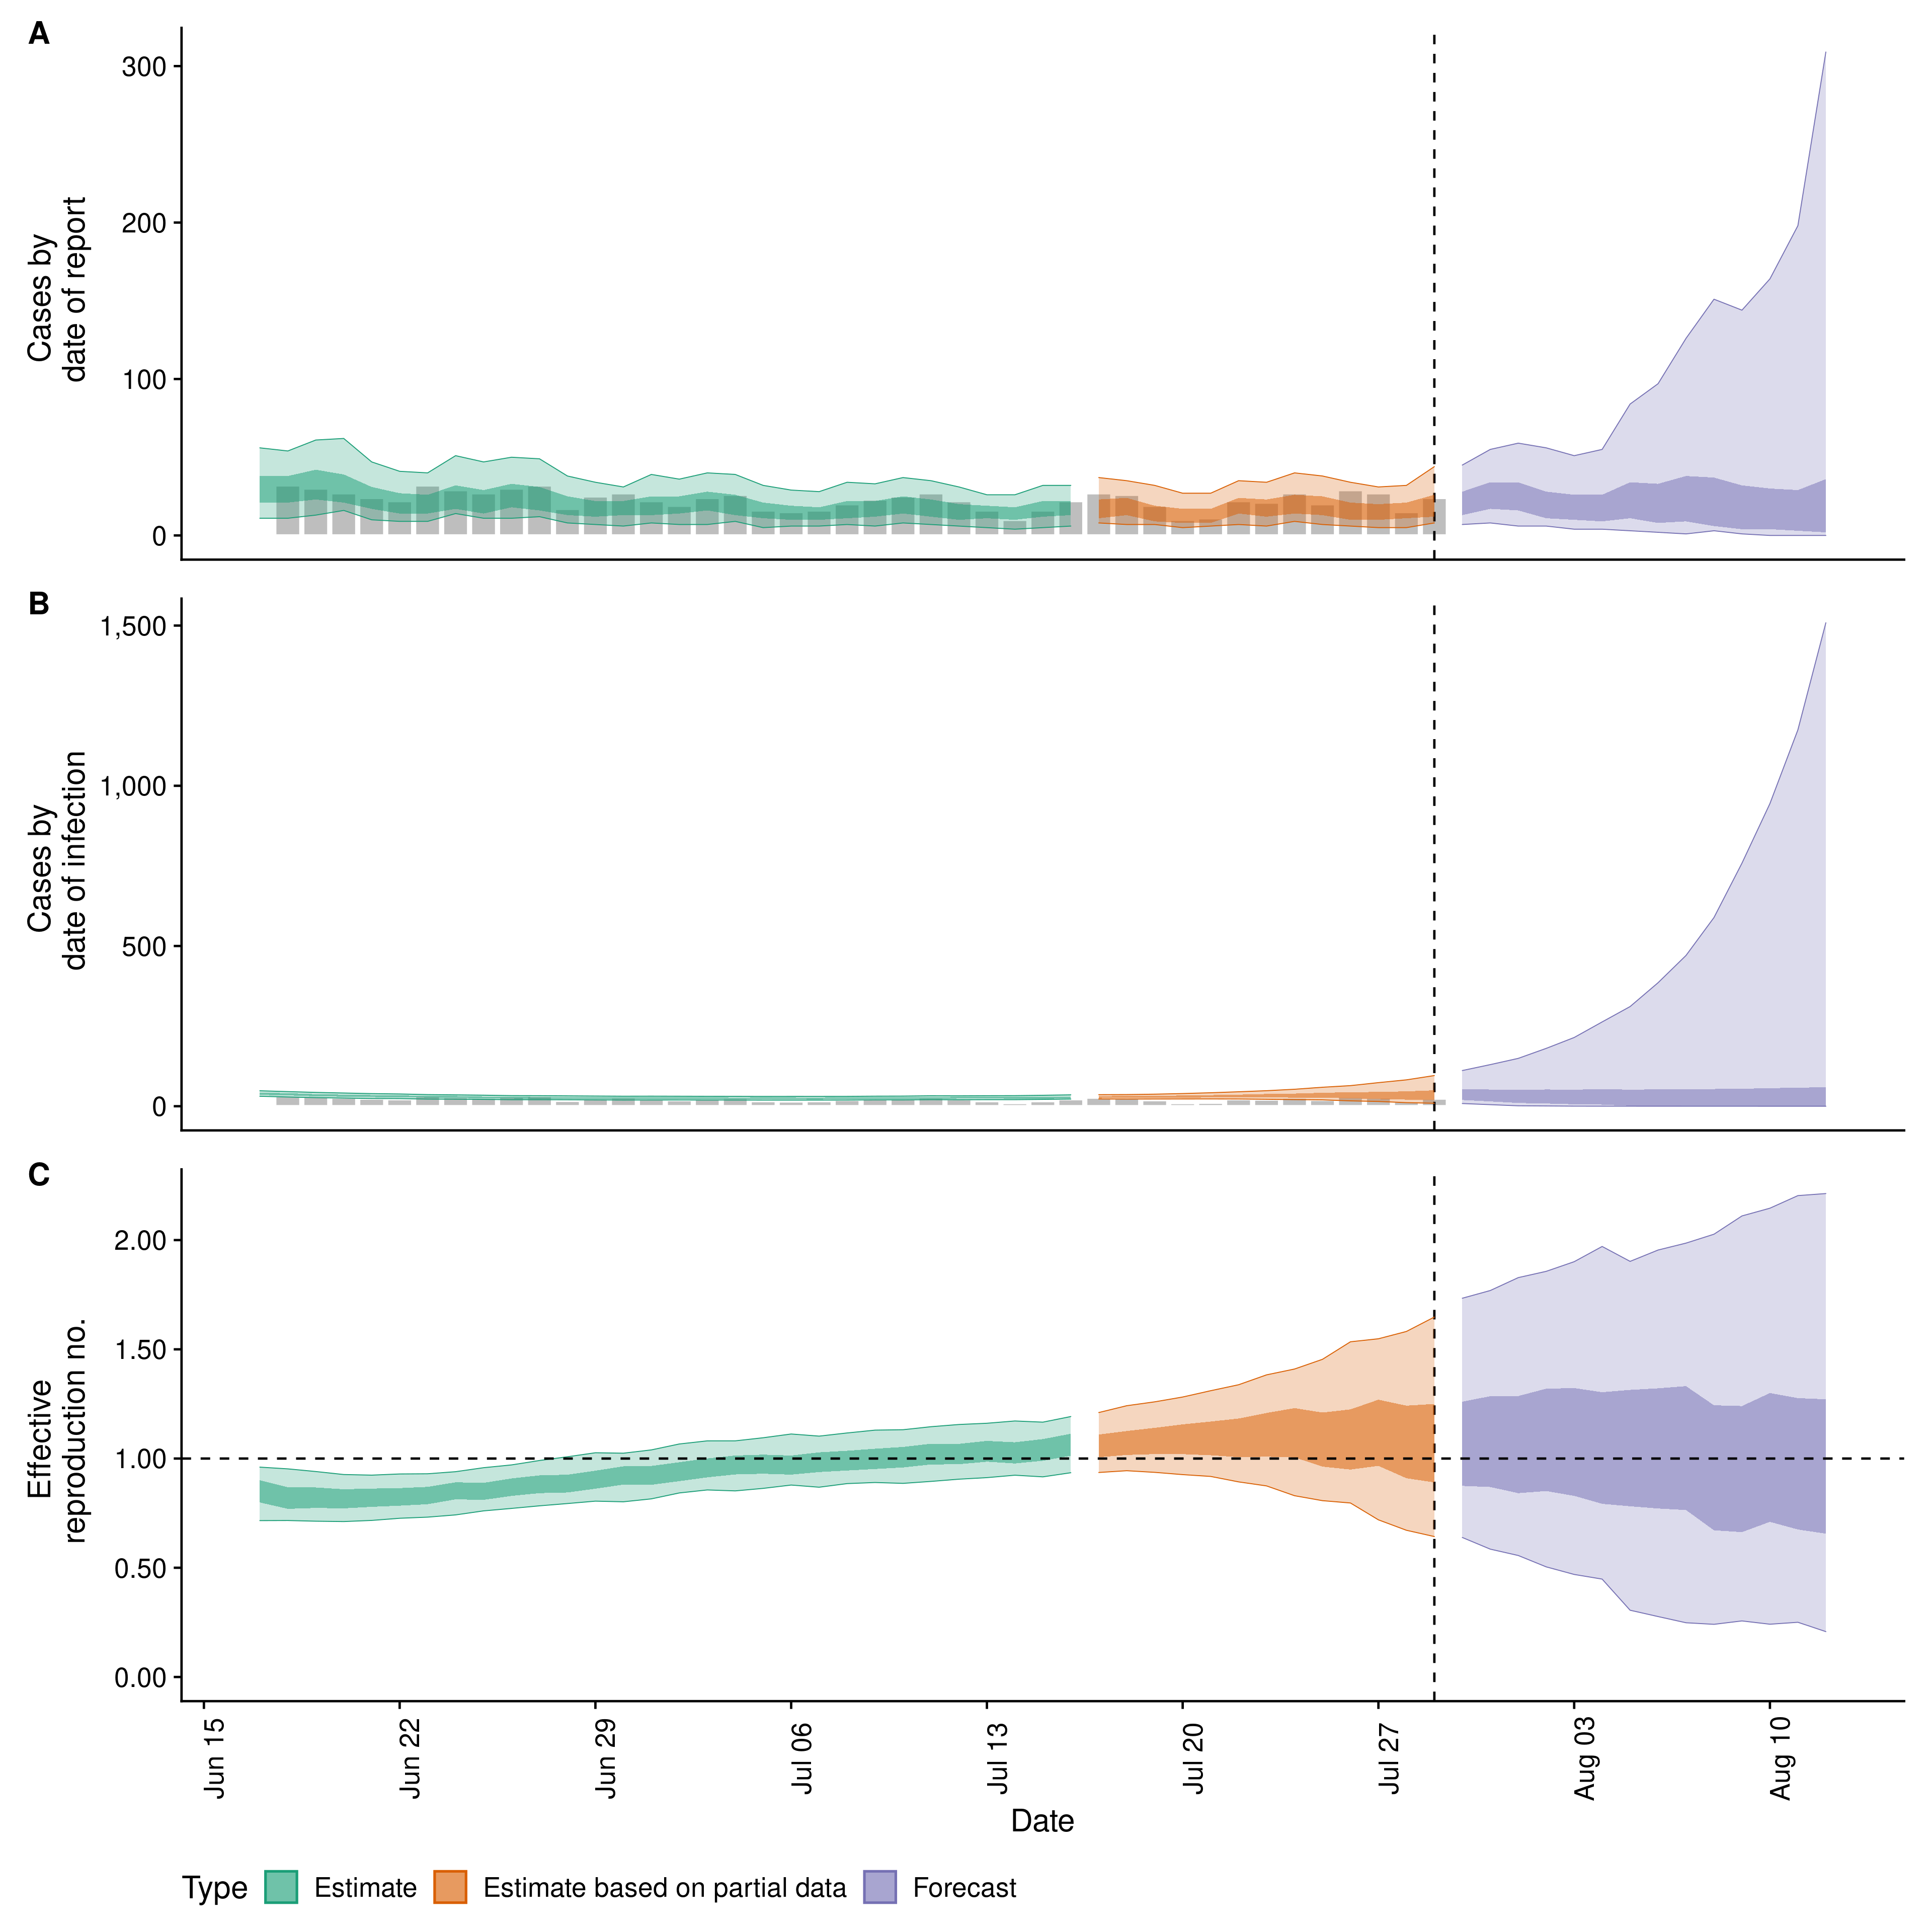 A
300
200
100
0
Cases by
date of report
B
1,500
1,000
500
0
Cases by
date of infection
C
2.00
1.50
1.00
0.50
0.00
Effective
reproduction no.
Jun 15
Jun 22
Jun 29
Jul 06
Jul 13
Jul 20
Jul 27
Aug 03
Aug 10
Date
Type Estimate Estimate based on partial data Forecast